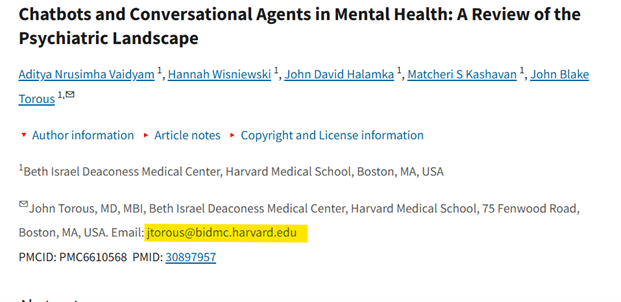 Chatbots and Conversational Agents in Mental Health: A Review of the
Psychiatric Landscape
Aditya Nrusimha Vaidyam 1, Hannah Wisniewski 1, John David Halamka 1, Matcheri S Kashavan 1, John Blake
Torous 1,✉
▼ Author information ► Article notes ► Copyright and License information
1Beth Israel Deaconess Medical Center, Harvard Medical School, Boston, MA, USA
✉John Torous, MD, MBI, Beth Israel Deaconess Medical Center, Harvard Medical School, 75 Fenwood Road,
Boston, MA, USA. Email: jtorous@bidmc.harvard.edu
PMCID: PMC6610568 PMID: 30897957